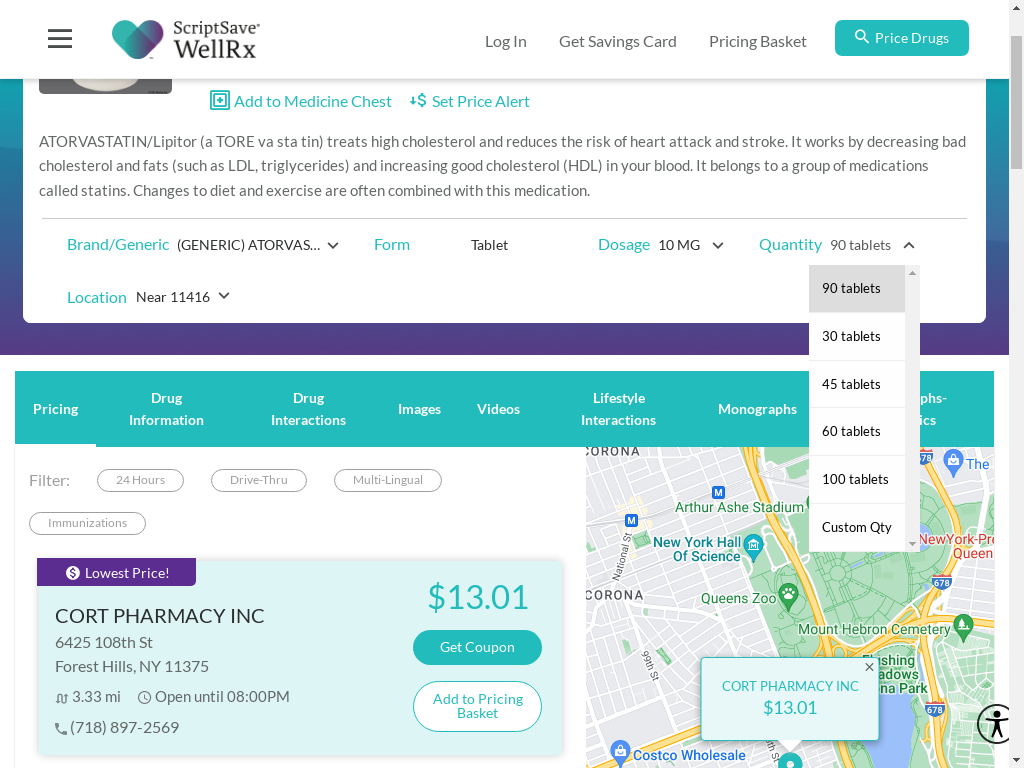 ScriptSave®
WellRx
Log In
Get Savings Card
Pricing Basket
Price Drugs
Add to Medicine Chest
Set Price Alert
ATORVASTATIN/Lipitor (a TORE va sta tin) treats high cholesterol and reduces the risk of heart attack and stroke. It works by decreasing bad
cholesterol and fats (such as LDL, triglycerides) and increasing good cholesterol (HDL) in your blood. It belongs to a group of medications
called statins. Changes to diet and exercise are often combined with this medication.
Brand/Generic (GENERIC) ATORVAS...
Form Tablet
Dosage 10 MG
Quantity 90 tablets
Location Near 11416
90 tablets
30 tablets
45 tablets
60 tablets
100 tablets
Custom Qty
Pricing
Drug
Information
Drug
Interactions
Images
Videos
Lifestyle
Interactions
Monographs
phs-
ics
Filter:
24 Hours
Drive-Thru
Multi-Lingual
Immunizations
Lowest Price!
CORT PHARMACY INC
6425 108th St
Forest Hills, NY 11375
3.33 mi
Open until 08:00PM
(718) 897-2569
$13.01
Get Coupon
Add to Pricing
Basket
CORONA
678
The
M
Arthur Ashe Stadium
M
New York Hall
Of Science
National St
NewYork-Pre
Queen
678
CORONA
Queens Zoo
Mount Hebron Cemetery
99th St
Flushing
Meadows
Corona Park
678
678
CORT PHARMACY INC
$13.01
Costco Wholesale